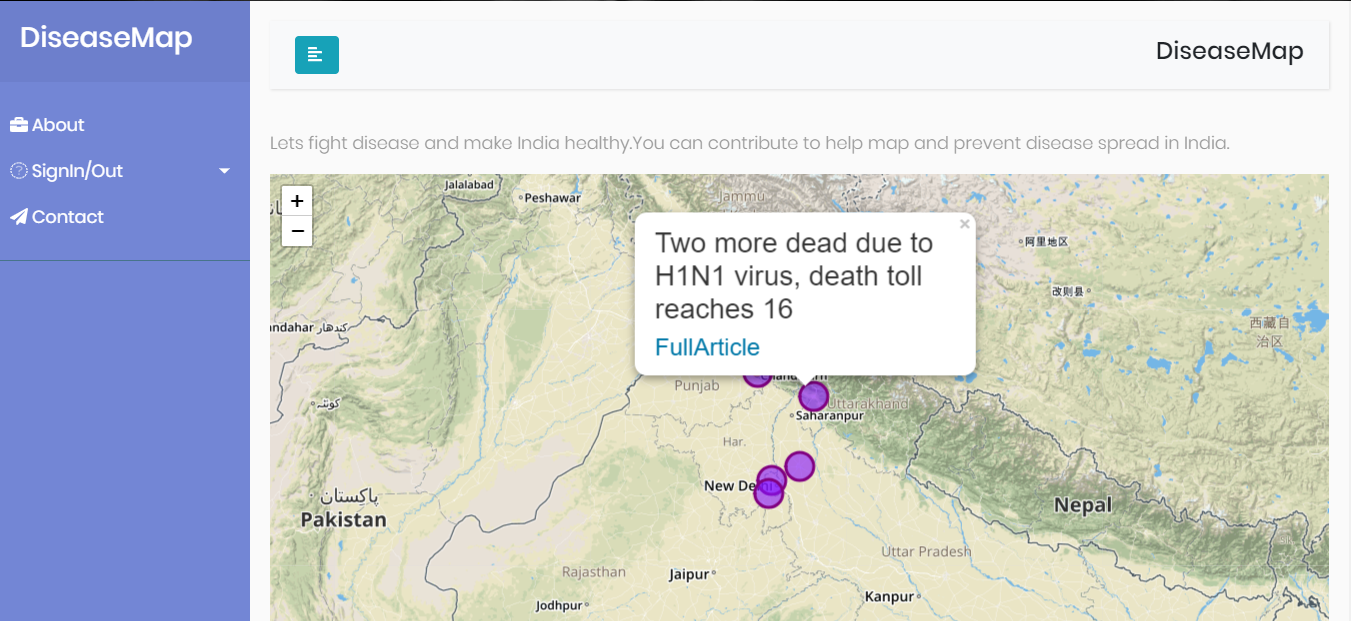 DiseaseMap
About
SignIn/Out
Contact
DiseaseMap
Lets fight disease and make India healthy.You can contribute to help map and prevent disease spread in India.
+
−
Jalalabad
Peshawar
Jammu
Two more dead due to
H1N1 virus, death toll
reaches 16
FullArticle
×
阿里地区
改则县
西藏自
治区
ndahar کندهار
Punjab
Uttarakhand
Saharanpur
کوئٹہ
Har.
New De
پاکستان
Pakistan
Nepal
Uttar Pradesh
Rajasthan
Jaipur
Kanpur
Jodhpur